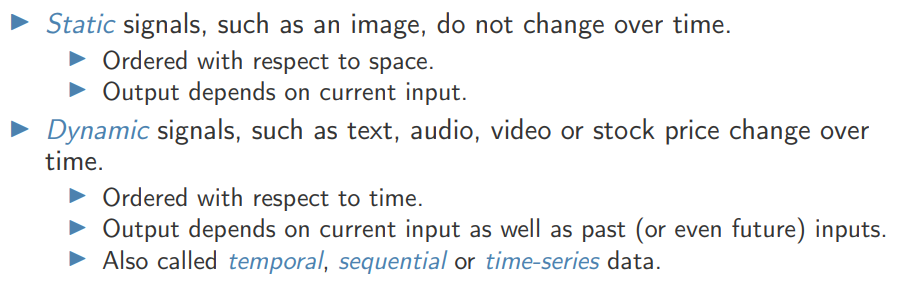 Static signals, such as an image, do not change over time.
Ordered with respect to space.
Output depends on current input.
Dynamic signals, such as text, audio, video or stock price change over
time.
Ordered with respect to time.
Output depends on current input as well as past (or even future) inputs.
Also called temporal, sequential or time-series data.